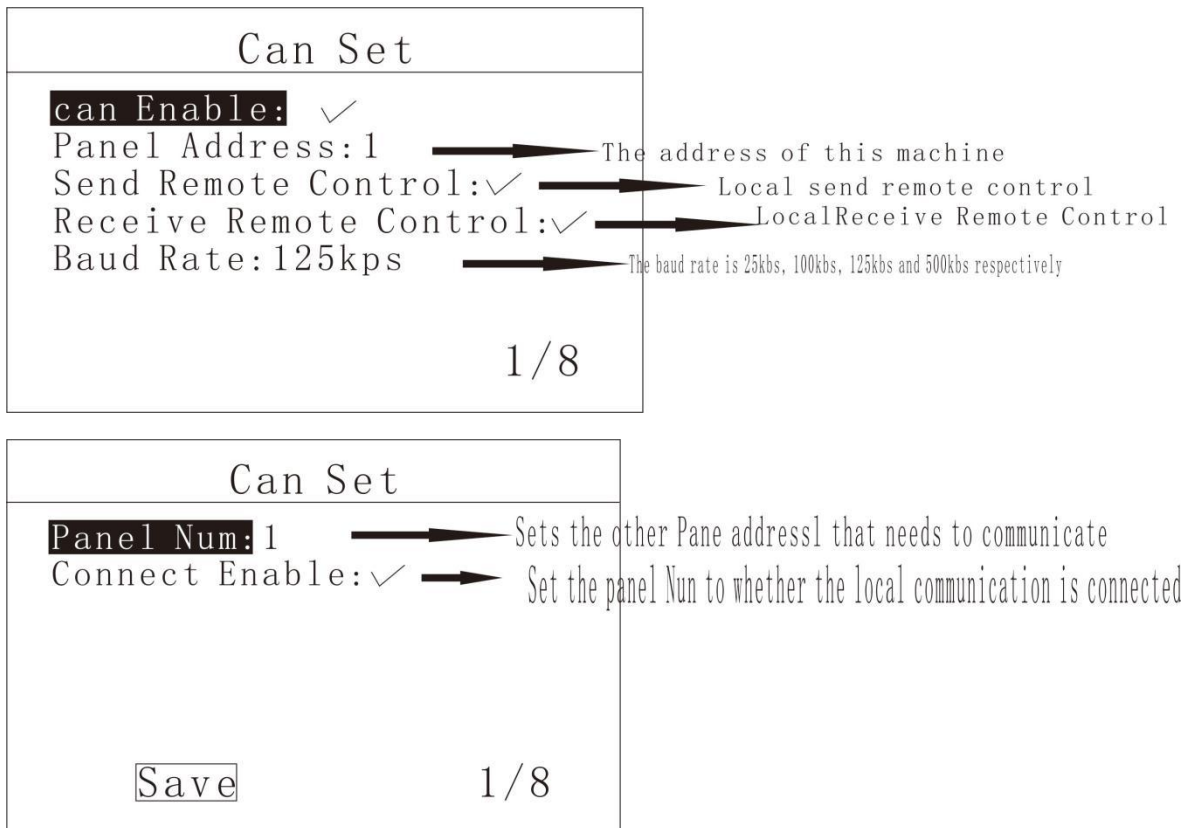 Can Set
can Enable: ✓
Panel Address:1 The address of this machine
Send Remote Control:✓ Local send remote control
Receive Remote Control:✓ LocalReceive Remote Control
Baud Rate:125kps The baud rate is 25kbs, 100kbs, 125kbs and 500kbs respectively
1/8
Can Set
Panel Num:1 Sets the other Pane addressl that needs to communicate
Connect Enable:✓ Set the panel Nun to whether the local communication is connected
Save 1/8